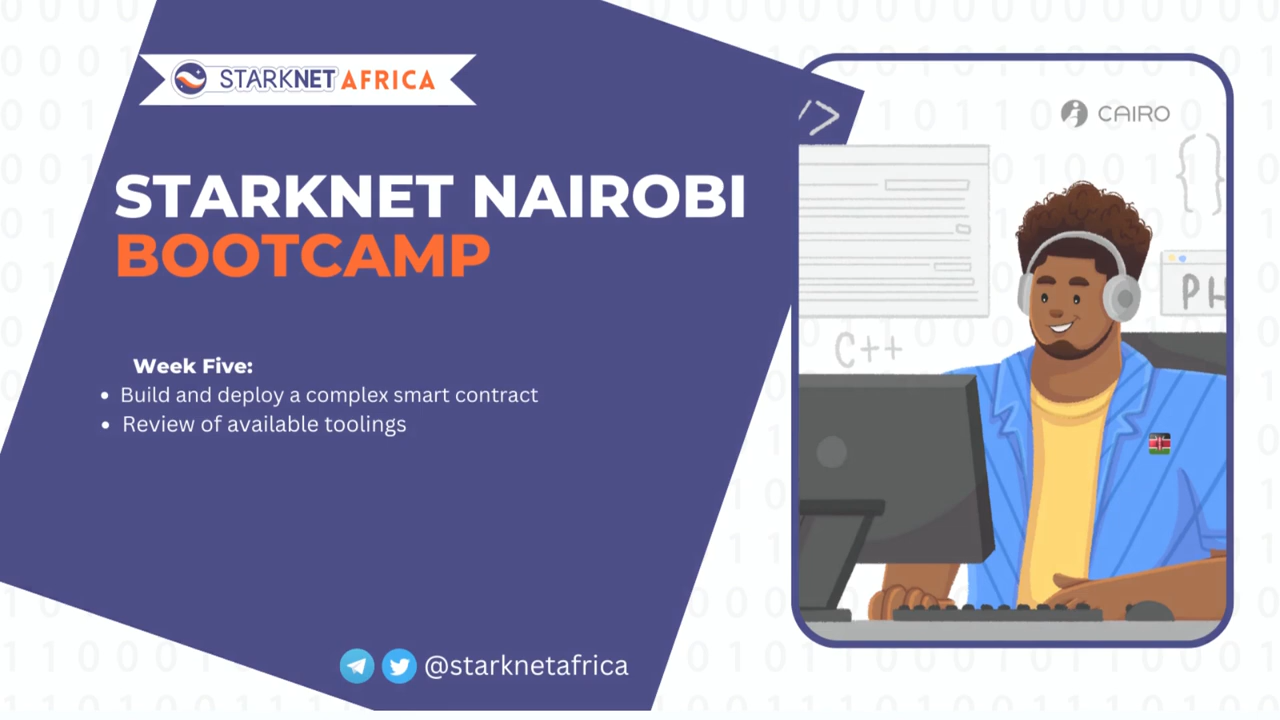 STARKNET AFRICA
STARKNET NAIROBI
BOOTCAMP
Week Five:
• Build and deploy a complex smart contract
• Review of available toolings
@starknetafrica
/>
CAIRO
{}
C++
PH